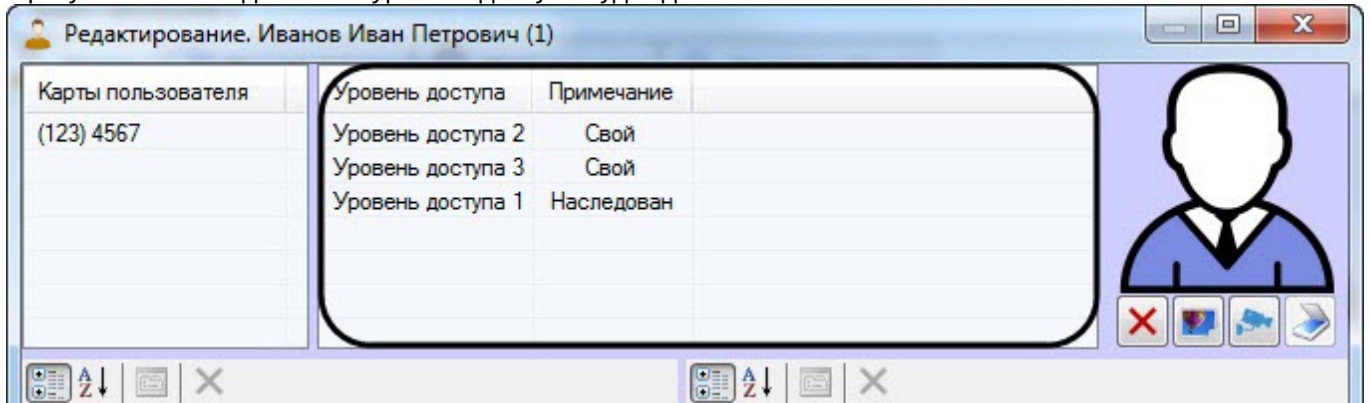 Редактирование. Иванов Иван Петрович (1)
Карты пользователя
(123) 4567
Уровень доступа Примечание
Уровень доступа 2 Свой
Уровень доступа 3 Свой
Уровень доступа 1 Наследован